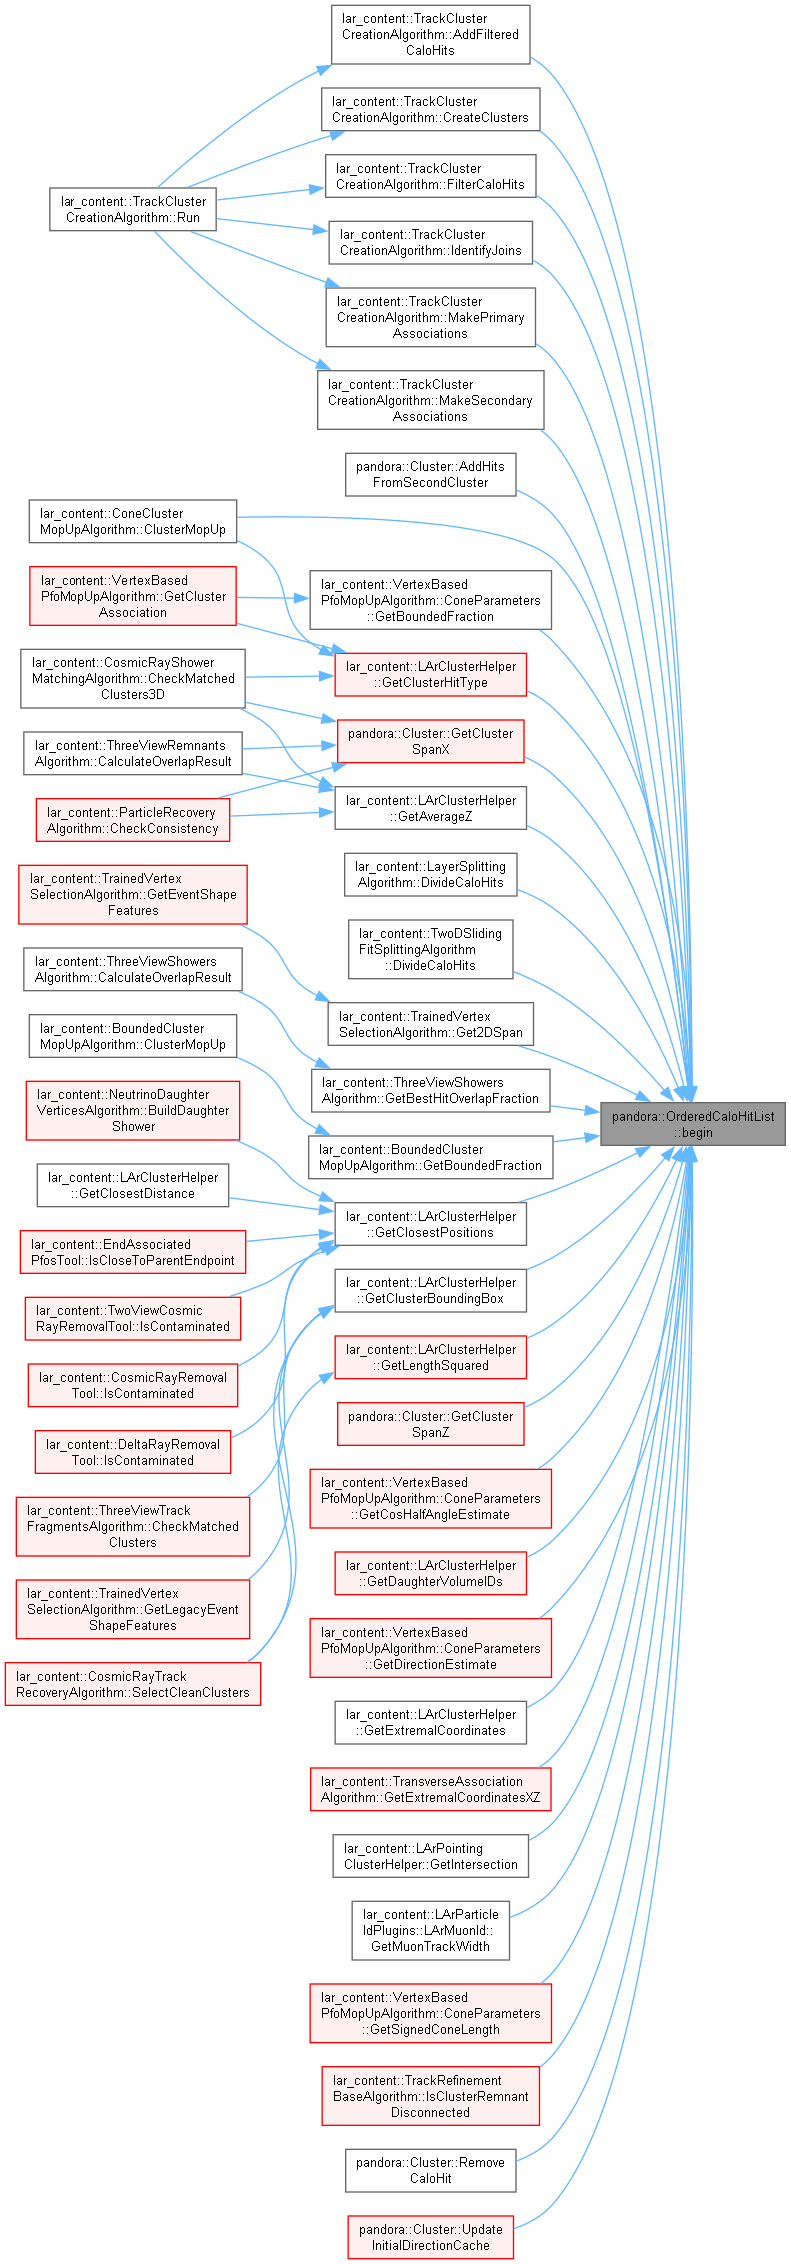 lar_content::TrackCluster
CreationAlgorithm::AddFiltered
CaloHits
lar_content::TrackCluster
CreationAlgorithm::CreateClusters
lar_content::TrackCluster
CreationAlgorithm::FilterCaloHits
lar_content::TrackCluster
CreationAlgorithm::Run
lar_content::TrackCluster
CreationAlgorithm::IdentifyJoins
lar_content::TrackCluster
CreationAlgorithm::MakePrimary
Associations
lar_content::TrackCluster
CreationAlgorithm::MakeSecondary
Associations
pandora::Cluster::AddHits
FromSecondCluster
lar_content::ConeCluster
MopUpAlgorithm::ClusterMopUp
lar_content::VertexBased
PfoMopUpAlgorithm::GetCluster
Association
lar_content::VertexBased
PfoMopUpAlgorithm::ConeParameters
::GetBoundedFraction
lar_content::CosmicRayShower
MatchingAlgorithm::CheckMatched
Clusters3D
lar_content::LArClusterHelper
::GetClusterHitType
lar_content::ThreeViewRemnants
Algorithm::CalculateOverlapResult
pandora::Cluster::GetCluster
SpanX
lar_content::ParticleRecovery
Algorithm::CheckConsistency
lar_content::LArClusterHelper
::GetAverageZ
lar_content::LayerSplitting
Algorithm::DivideCaloHits
lar_content::TrainedVertex
SelectionAlgorithm::GetEventShape
Features
lar_content::TwoDSliding
FitSplittingAlgorithm
::DivideCaloHits
lar_content::ThreeViewShowers
Algorithm::CalculateOverlapResult
lar_content::TrainedVertex
SelectionAlgorithm::Get2DSpan
lar_content::BoundedCluster
MopUpAlgorithm::ClusterMopUp
lar_content::ThreeViewShowers
Algorithm::GetBestHitOverlapFraction
pandora::OrderedCaloHitList
::begin
lar_content::NeutrinoDaughter
VerticesAlgorithm::BuildDaughter
Shower
lar_content::BoundedCluster
MopUpAlgorithm::GetBoundedFraction
lar_content::LArClusterHelper
::GetClosestDistance
lar_content::LArClusterHelper
::GetClosestPositions
lar_content::EndAssociated
PfosTool::IsCloseToParentEndpoint
lar_content::LArClusterHelper
::GetClusterBoundingBox
lar_content::TwoViewCosmic
RayRemovalTool::IsContaminated
lar_content::LArClusterHelper
::GetLengthSquared
lar_content::CosmicRayRemoval
Tool::IsContaminated
pandora::Cluster::GetCluster
SpanZ
lar_content::DeltaRayRemoval
Tool::IsContaminated
lar_content::VertexBased
PfoMopUpAlgorithm::ConeParameters
::GetCosHalfAngleEstimate
lar_content::ThreeViewTrack
FragmentsAlgorithm::CheckMatched
Clusters
lar_content::LArClusterHelper
::GetDaughterVolumeIDs
lar_content::TrainedVertex
SelectionAlgorithm::GetLegacyEvent
ShapeFeatures
lar_content::VertexBased
PfoMopUpAlgorithm::ConeParameters
::GetDirectionEstimate
lar_content::CosmicRayTrack
RecoveryAlgorithm::SelectCleanClusters
lar_content::LArClusterHelper
::GetExtremalCoordinates
lar_content::TransverseAssociation
Algorithm::GetExtremalCoordinatesXZ
lar_content::LArPointing
ClusterHelper::GetIntersection
lar_content::LArParticle
IdPlugins::LArMuonId::
GetMuonTrackWidth
lar_content::VertexBased
PfoMopUpAlgorithm::ConeParameters
::GetSignedConeLength
lar_content::TrackRefinement
BaseAlgorithm::IsClusterRemnant
Disconnected
pandora::Cluster::Remove
CaloHit
pandora::Cluster::Update
InitialDirectionCache